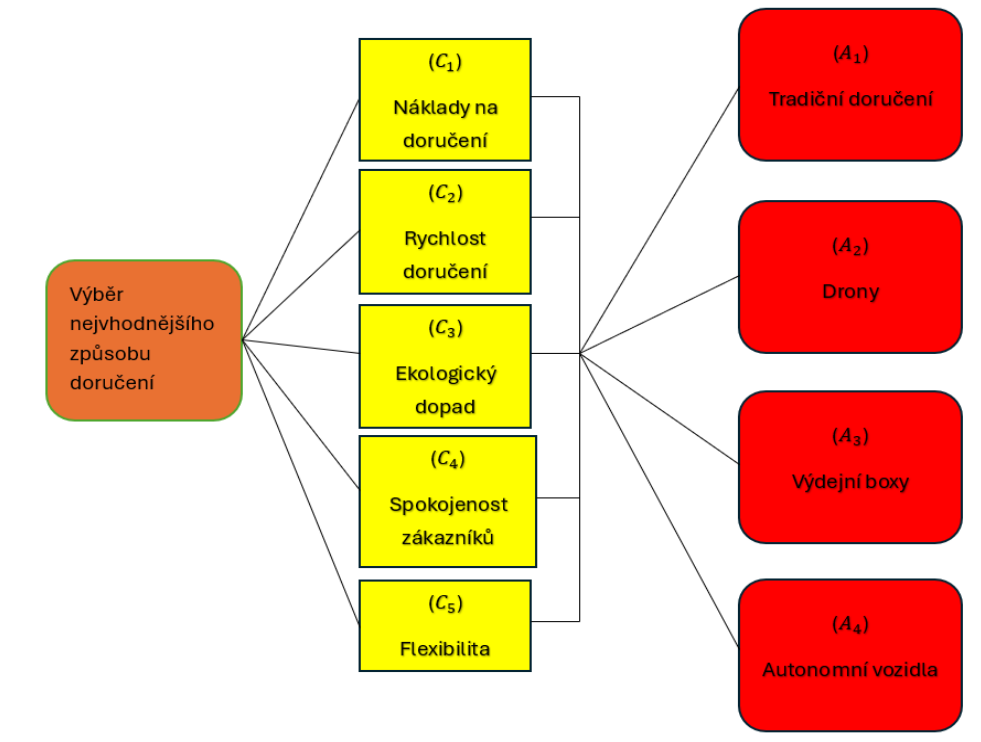 Výběr
nejvhodnějšího
způsobu
doručení
(C₁)
Náklady na
doručení
(C₂)
Rychlost
doručení
(C₃)
Ekologický
dopad
(C₄)
Spokojenost
zákazníků
(C₅)
Flexibilita
(A₁)
Tradiční doručení
(A₂)
Drony
(A₃)
Výdejní boxy
(A₄)
Autonomní vozidla